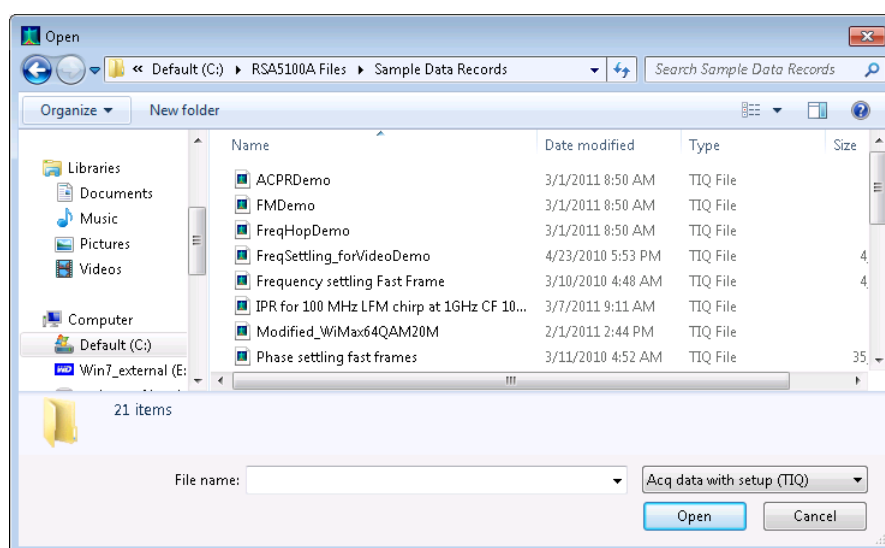 Open
« Default (C:) ▸ RSA5100A Files ▸ Sample Data Records
Search Sample Data Records
Organize
New folder
Name Date modified Type Size
Libraries
Documents
Music
Pictures
Videos
Computer
Default (C:)
Win7_external (E:
ACPRDemo 3/1/2011 8:50 AM TIQ File
FMDemo 3/1/2011 8:50 AM TIQ File
FreqHopDemo 3/1/2011 8:50 AM TIQ File
FreqSettling_forVideoDemo 4/23/2010 5:53 PM TIQ File 4,
Frequency settling Fast Frame 3/10/2010 4:48 AM TIQ File 4,
IPR for 100 MHz LFM chirp at 1GHz CF 10... 3/7/2011 9:11 AM TIQ File
Modified_WiMax64QAM20M 2/1/2011 2:44 PM TIQ File
Phase settling fast frames 3/11/2010 4:52 AM TIQ File 35,
21 items
File name:
Acq data with setup (TIQ)
Open
Cancel